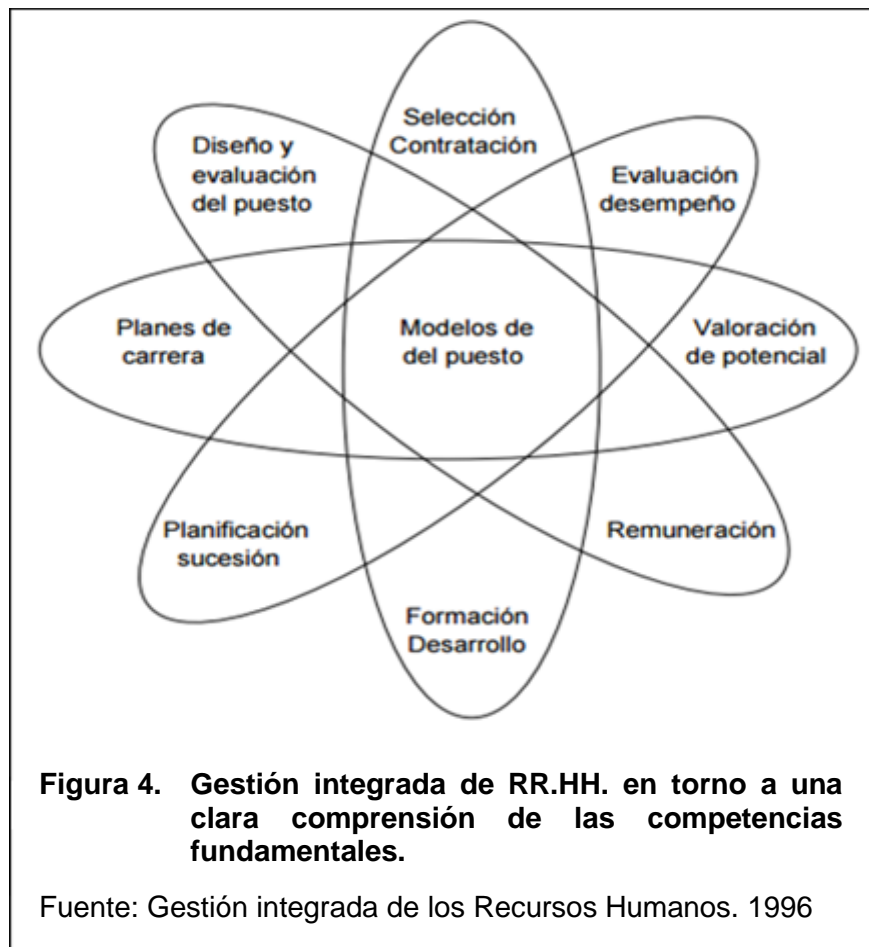 Selección
Contratación
Diseño y
evaluación
del puesto
Evaluación
desempeño
Planes de
carrera
Modelos de
del puesto
Valoración
de potencial
Planificación
sucesión
Remuneración
Formación
Desarrollo
Figura 4. Gestión integrada de RR.HH. en torno a una
clara comprensión de las competencias
fundamentales.
Fuente: Gestión integrada de los Recursos Humanos. 1996